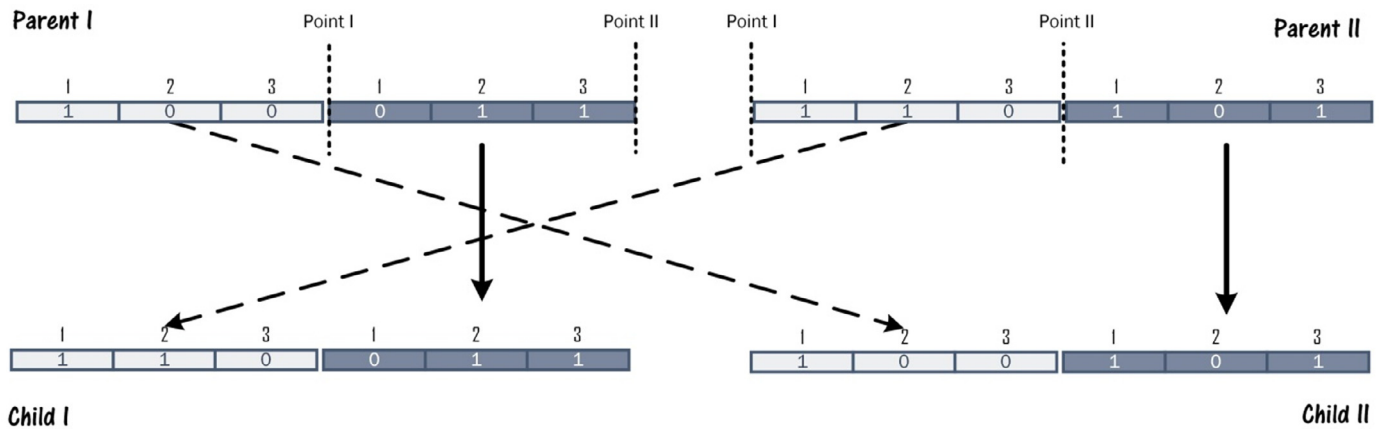 Parent I Point I Point II Point I Point II Parent II
1 2 3 1 2 3 1 2 3 1 2 3
1 0 0 0 1 1 1 1 0 1 0 1
1 2 3 1 2 3 1 2 3 1 2 3
1 1 0 0 1 1 1 0 0 1 0 1
Child I Child II